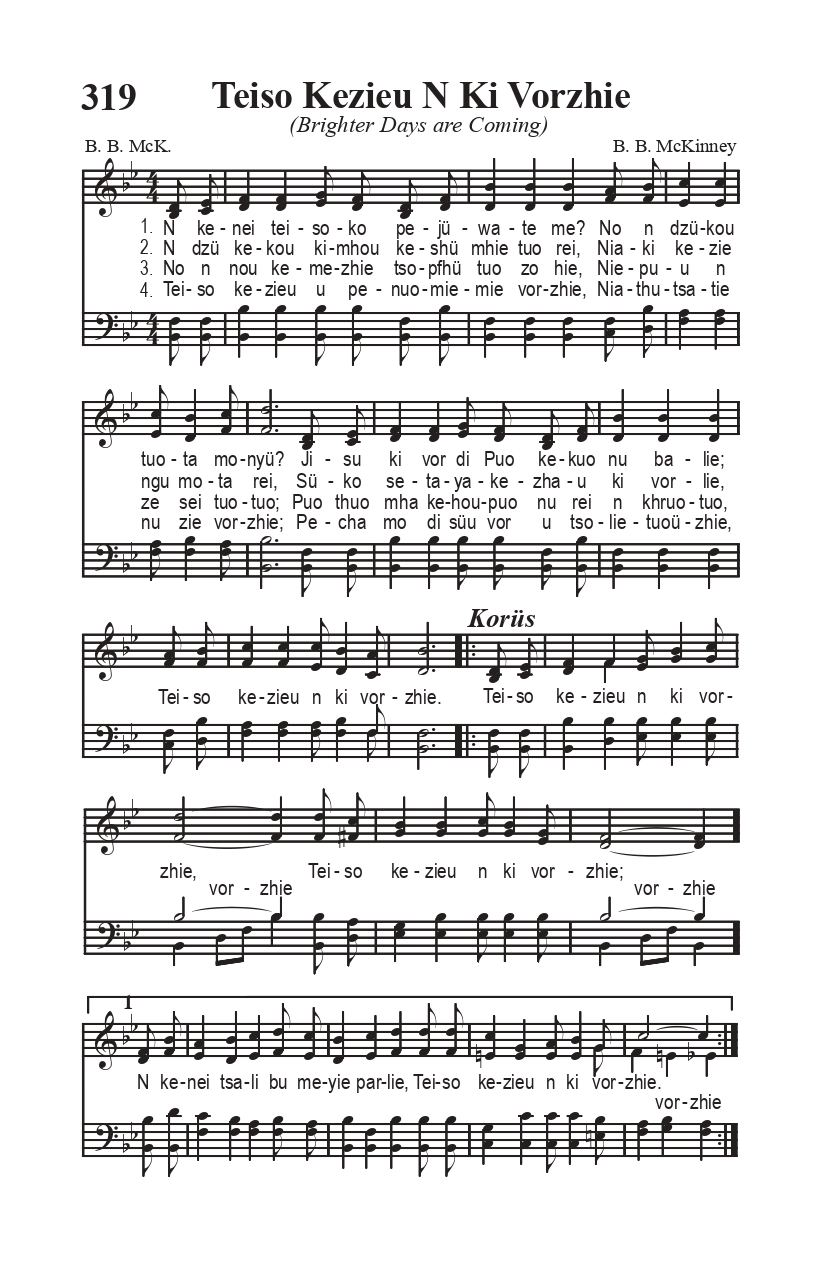 319 Teiso Kezieu N Ki Vorzhie
(Brighter Days are Coming)
B. B. McK. B. B. McKinney
1. N ke-nei tei-so-ko pe-jü-wa-te me? No n dzü-kou
2. N dzü ke-kou ki-mhou ke-shü mhie tuo rei, Nia-ki ke-zie
3. No n nou ke-me-zhie tso-pfhü tuo zo hie, Nie-pu-u n
4. Tei-so ke-zieu u pe-nuo-mie-mie vor-zhie, Nia-thu-tsa-tie
tuo-ta mo-nyü? Ji-su ki vor di Puo ke-kuo nu ba-lie;
ngu mo-ta rei, Sü-ko se-ta-ya-ke-zha-u ki vor-lie,
ze sei tuo-tuo; Puo thuo mha ke-hou-puo nu rei n khruo-tuo,
nu zie vor-zhie; Pe-cha mo di süu vor u tso-lie-tuoü-zhie,
Korüs
Tei-so ke-zieu n ki vor-zhie. Tei-so ke-zieu n ki vor-
zhie, Tei-so ke-zieu n ki vor-zhie;
vor-zhie vor-zhie
1
N ke-nei tsa-li bu me-yie par-lie, Tei-so ke-zieu n ki vor-zhie.
vor-zhie